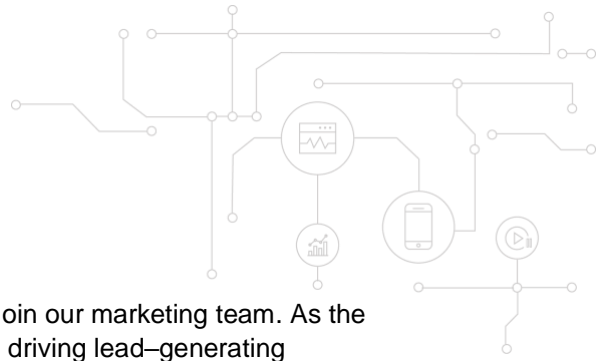 oin our marketing team. As the
driving lead–generating